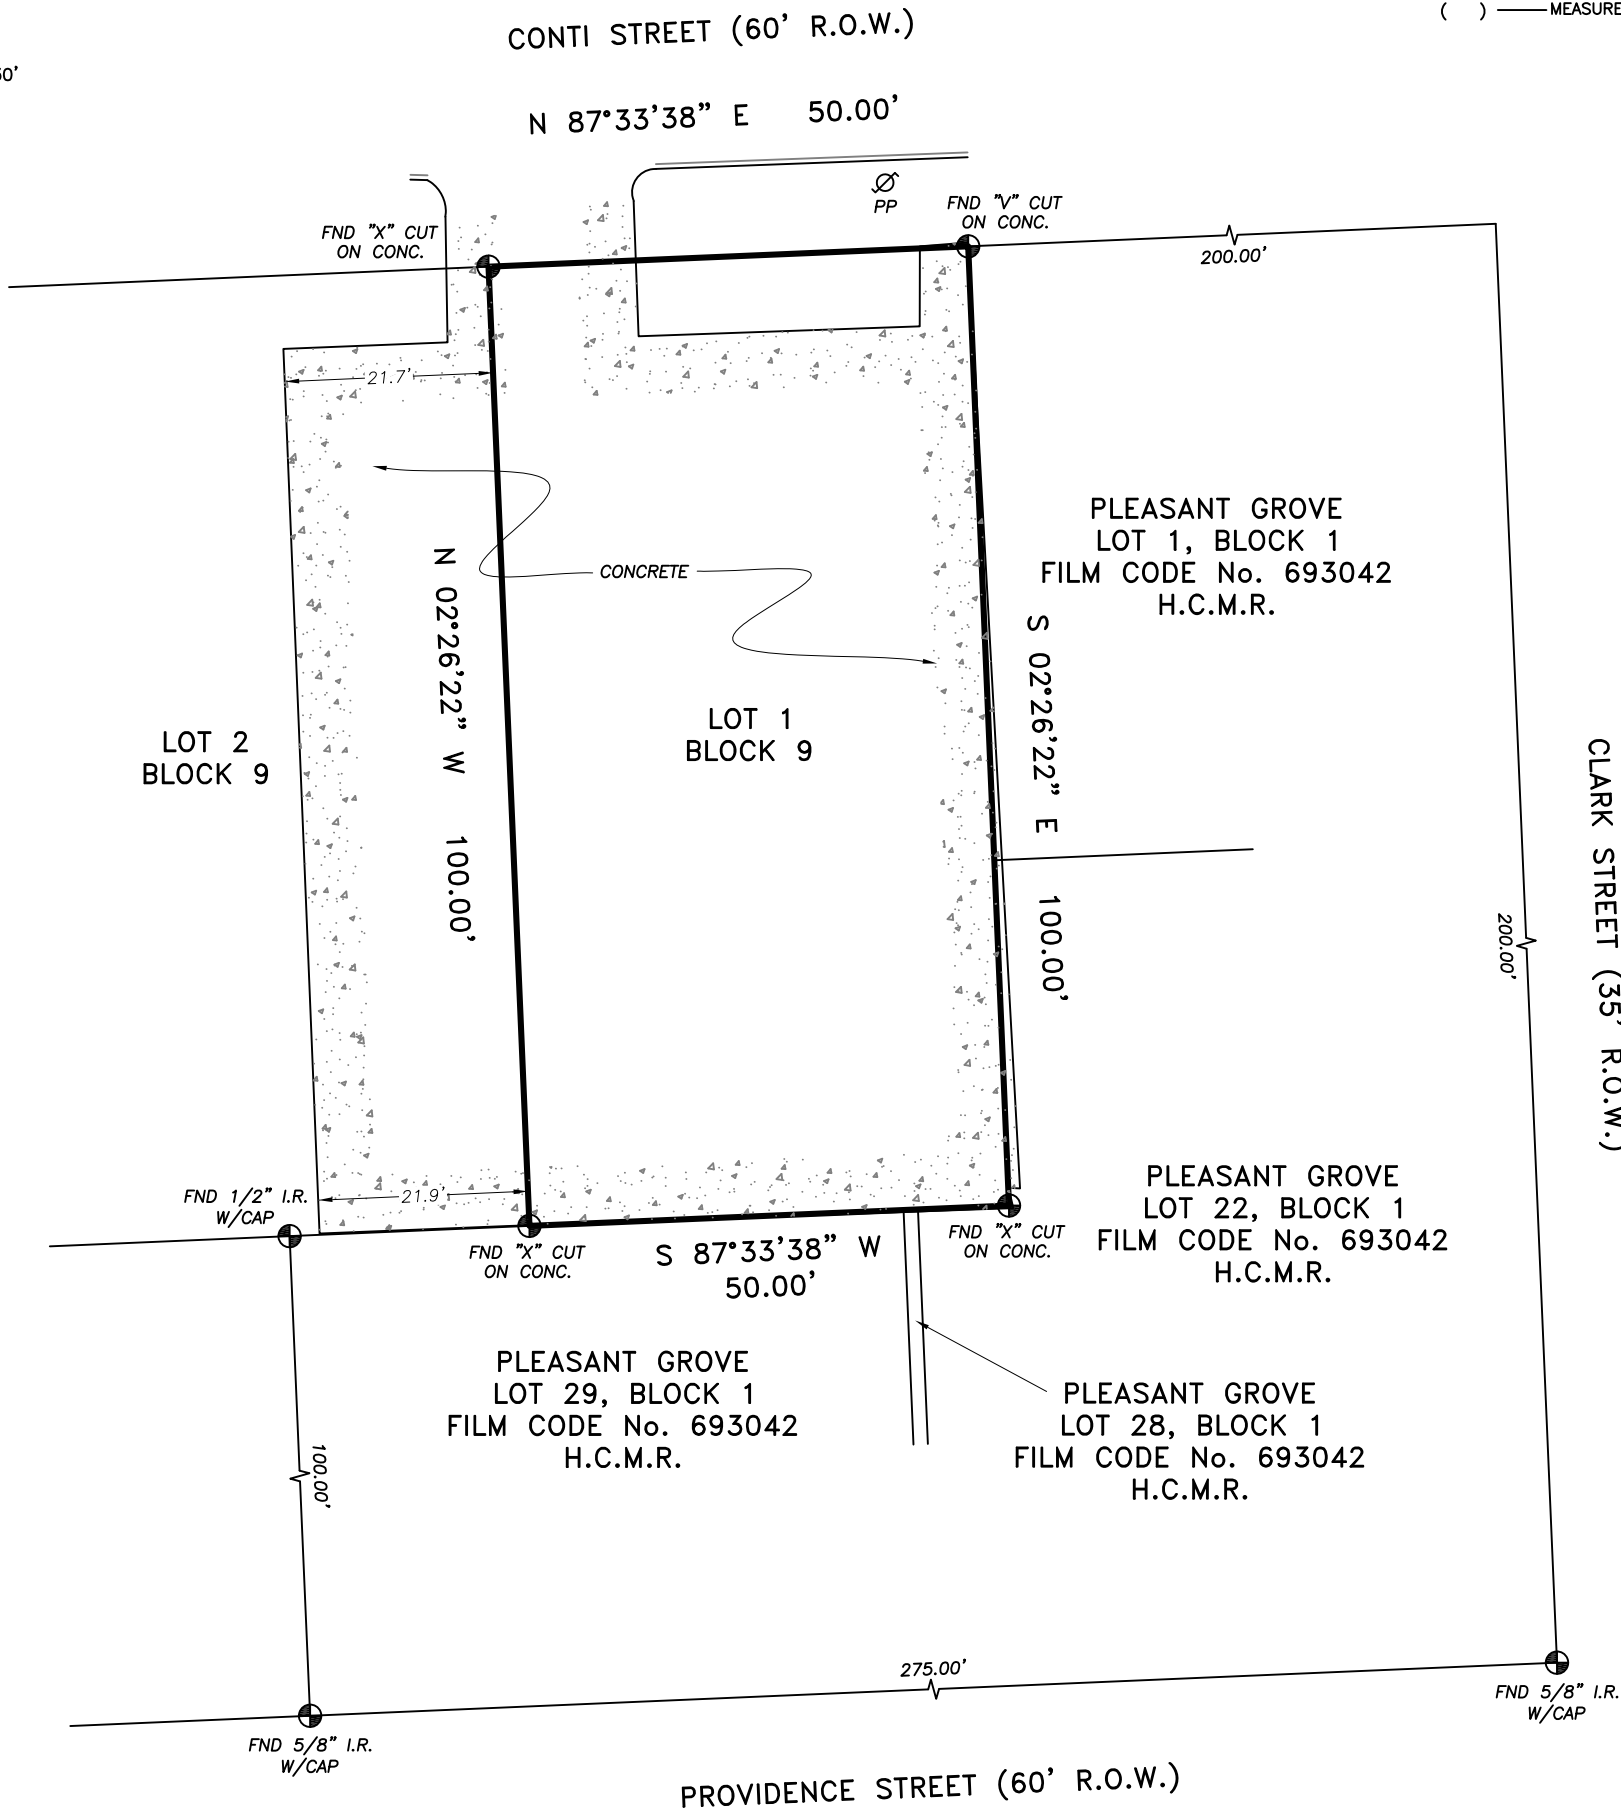 CONTI STREET (60' R.O.W.)
( ) MEASURE
N 87°33'38" E 50.00'
PP
FND "V" CUT
ON CONC.
FND "X" CUT
ON CONC.
200.00'
21.7'
PLEASANT GROVE
LOT 1, BLOCK 1
FILM CODE No. 693042
H.C.M.R.
CONCRETE
N 02°26'22" W 100.00'
S 02°26'22" E 100.00'
LOT 1
BLOCK 9
LOT 2
BLOCK 9
CLARK STREET (35' R.O.W.)
200.00'
PLEASANT GROVE
LOT 22, BLOCK 1
FILM CODE No. 693042
H.C.M.R.
FND 1/2" I.R.
W/CAP
21.9'
FND "X" CUT
ON CONC.
S 87°33'38" W
50.00'
FND "X" CUT
ON CONC.
PLEASANT GROVE
LOT 29, BLOCK 1
FILM CODE No. 693042
H.C.M.R.
PLEASANT GROVE
LOT 28, BLOCK 1
FILM CODE No. 693042
H.C.M.R.
100.00'
275.00'
FND 5/8" I.R.
W/CAP
FND 5/8" I.R.
W/CAP
PROVIDENCE STREET (60' R.O.W.)